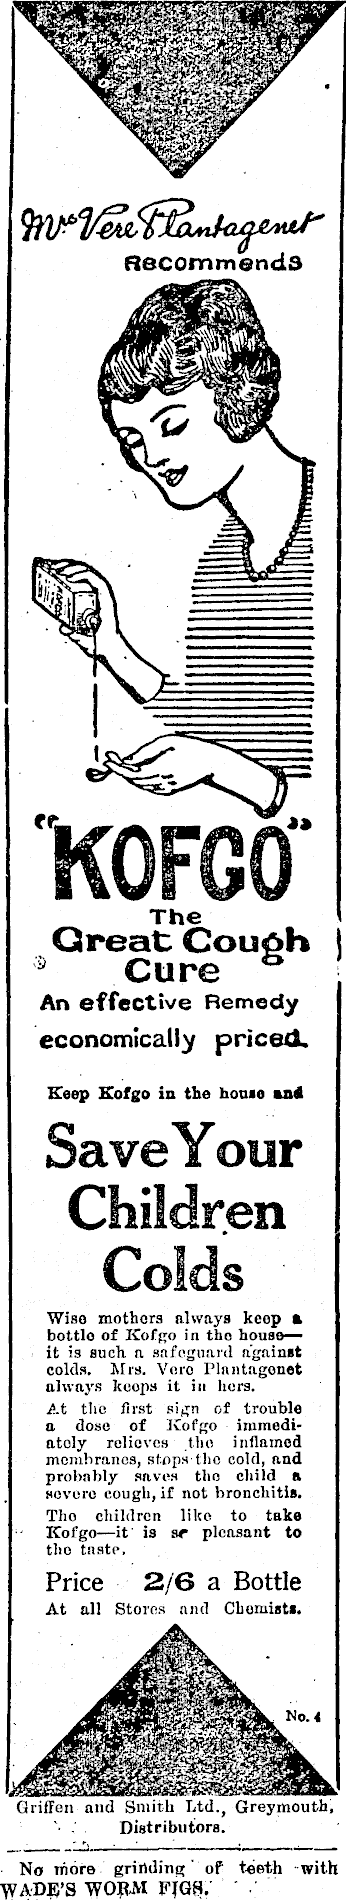 Mrs Vere Plantagenet
Recommends
"KOFGO"
The
Great Cough
Cure
An effective Remedy
economically priced.
Keep Kofgo in the house and
Save Your
Children
Colds
Wise mothers always keep a
bottle of Kofgo in the house—
it is such a safeguard against
colds. Mrs. Vere Plantagenet
always keeps it in hers.
At the first sign of trouble
a dose of Kofgo immedi-
ately relieves the inflamed
membranes, stops the cold, and
probably saves the child a
severe cough, if not bronchitis.
The children like to take
Kofgo—it is so pleasant to
the taste.
Price 2/6 a Bottle
At all Stores and Chemists.
No. 4
Griffen and Smith Ltd., Greymouth,
Distributors.
No more grinding of teeth with
WADE'S WORM FIGS.